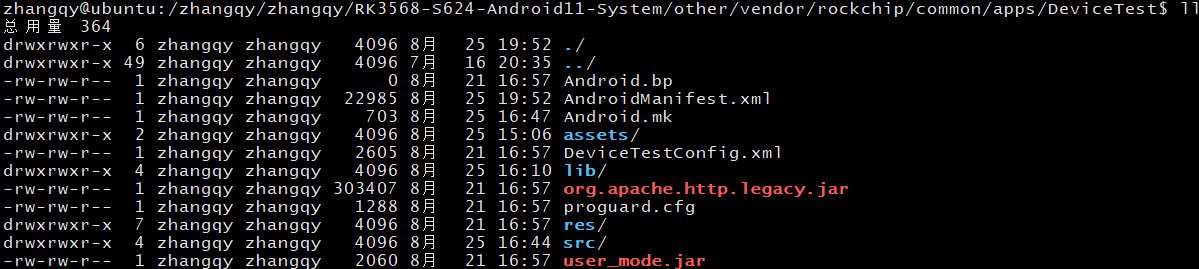 zhangqy@ubuntu:/zhangqy/zhangqy/RK3568-S624-Android11-System/other/vendor/rockchip/common/apps/DeviceTest$ ll
总用量 364
drwxrwxr-x  6 zhangqy zhangqy   4096 8月  25 19:52 ./
drwxrwxr-x 49 zhangqy zhangqy   4096 7月  16 20:35 ../
-rw-rw-r--  1 zhangqy zhangqy      0 8月  21 16:57 Android.bp
-rw-rw-r--  1 zhangqy zhangqy  22985 8月  25 19:52 AndroidManifest.xml
-rw-rw-r--  1 zhangqy zhangqy    703 8月  25 16:47 Android.mk
drwxrwxr-x  2 zhangqy zhangqy   4096 8月  25 15:06 assets/
-rw-rw-r--  1 zhangqy zhangqy   2605 8月  21 16:57 DeviceTestConfig.xml
drwxrwxr-x  4 zhangqy zhangqy   4096 8月  25 16:10 lib/
-rw-rw-r--  1 zhangqy zhangqy 303407 8月  21 16:57 org.apache.http.legacy.jar
-rw-rw-r--  1 zhangqy zhangqy   1288 8月  21 16:57 proguard.cfg
drwxrwxr-x  7 zhangqy zhangqy   4096 8月  21 16:57 res/
drwxrwxr-x  4 zhangqy zhangqy   4096 8月  25 16:44 src/
-rw-rw-r--  1 zhangqy zhangqy   2060 8月  21 16:57 user_mode.jar